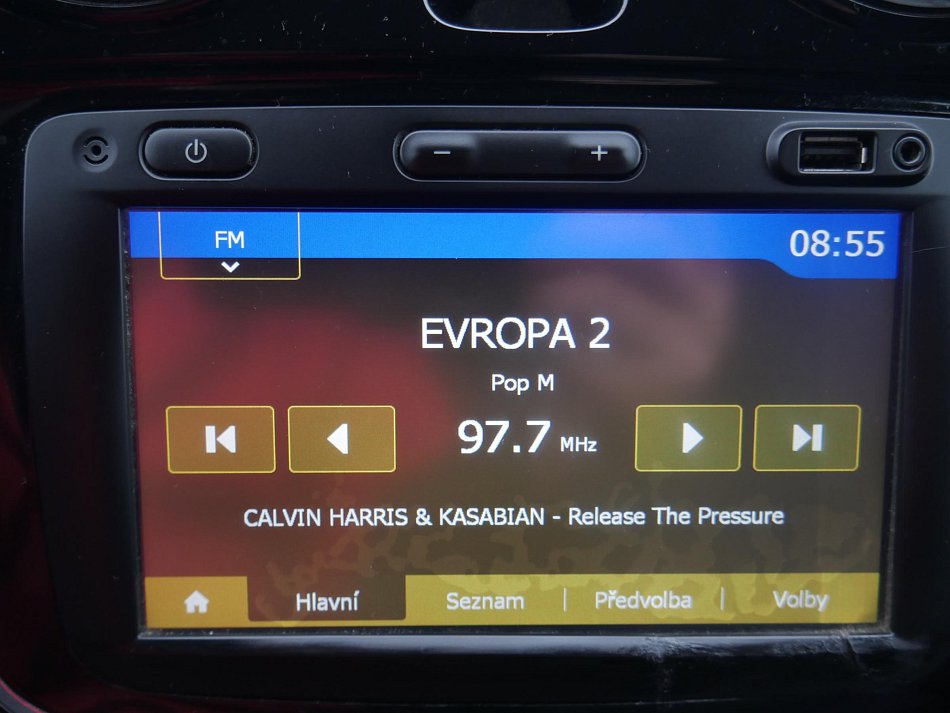 FM
08:55
EVROPA 2
Pop M
97.7 MHz
CALVIN HARRIS & KASABIAN - Release The Pressure
Hlavní Seznam Předvolba Volby